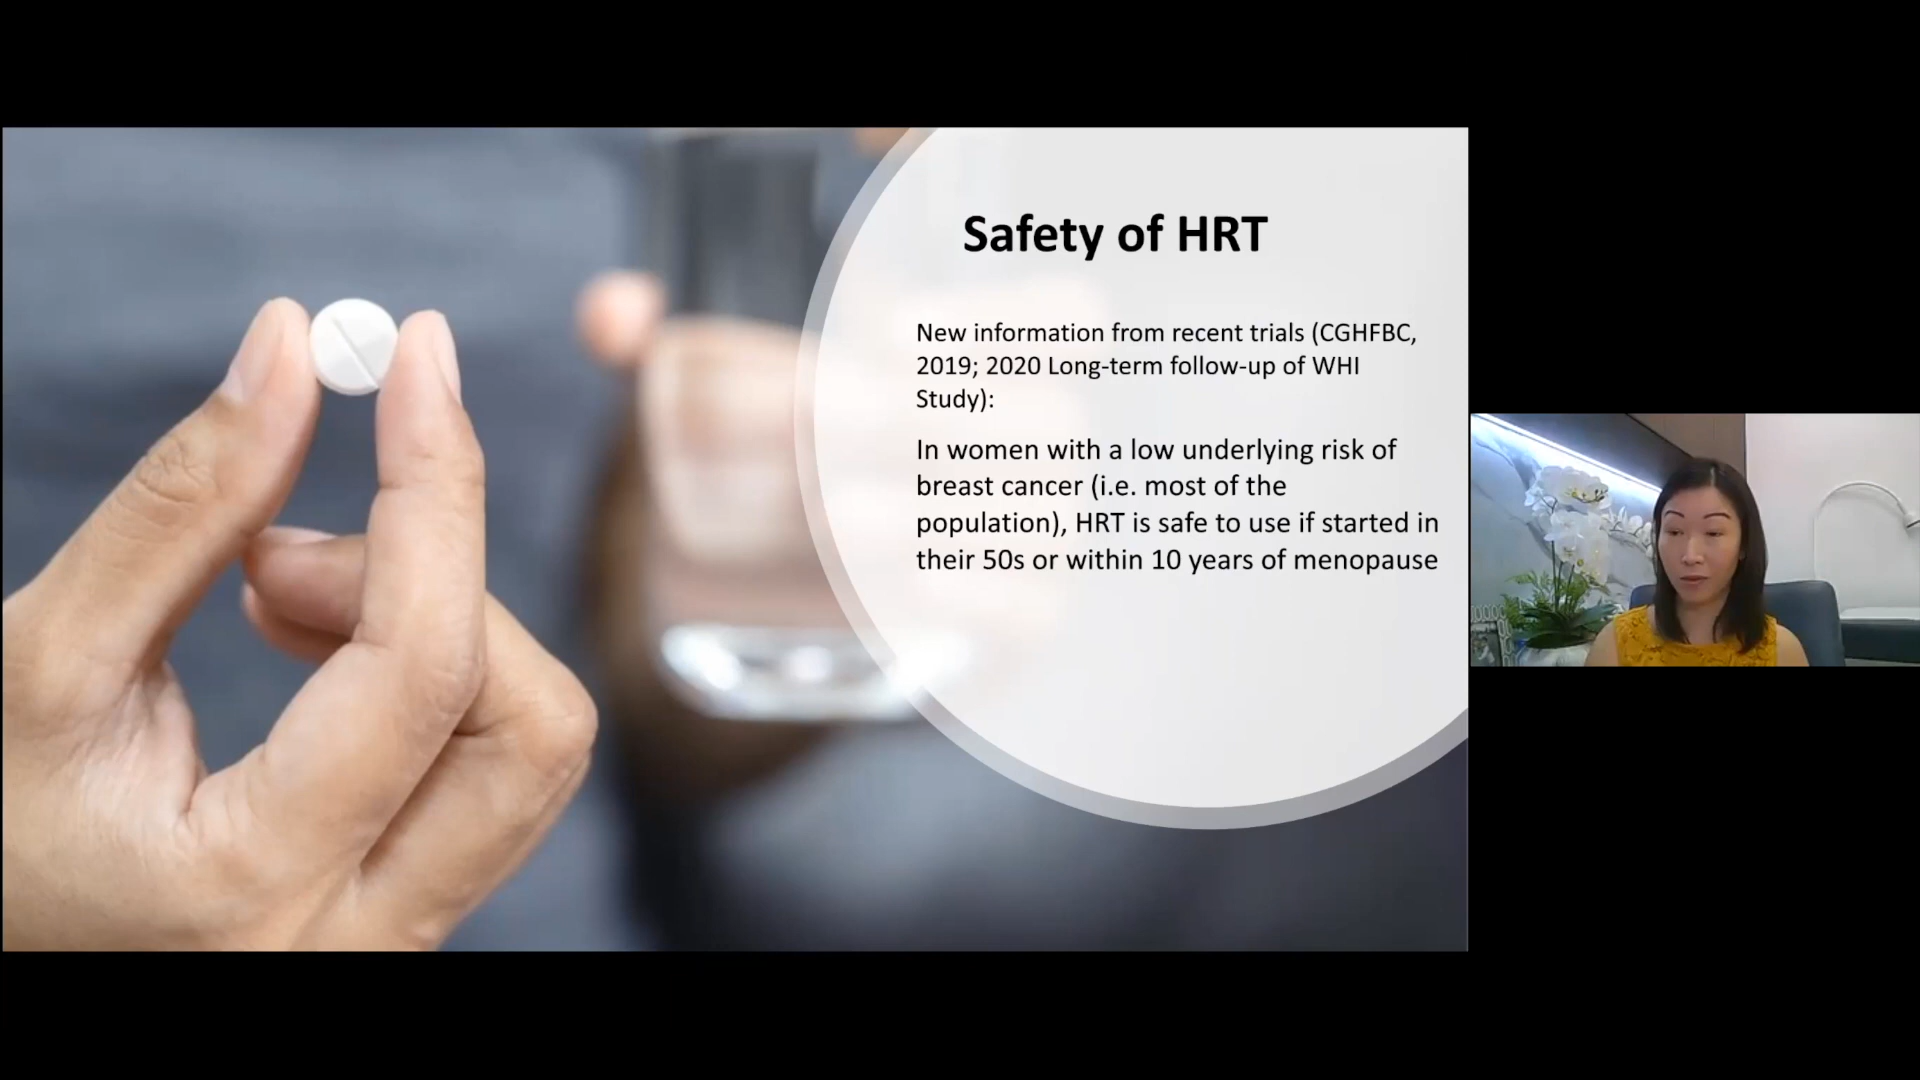 Safety of HRT
New information from recent trials (CGHFBC,
2019; 2020 Long-term follow-up of WHI
Study):
In women with a low underlying risk of
breast cancer (i.e. most of the
population), HRT is safe to use if started in
their 50s or within 10 years of menopause